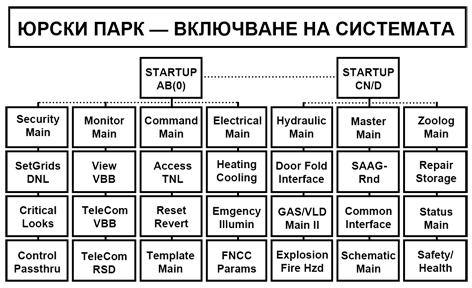 ЮРСКИ ПАРК — ВКЛЮЧВАНЕ НА СИСТЕМАТА
STARTUP
AB(0)
STARTUP
CN/D
Security
Main
Monitor
Main
Command
Main
Electrical
Main
Hydraulic
Main
Master
Main
Zoolog
Main
SetGrids
DNL
View
VBB
Access
TNL
Heating
Cooling
Door Fold
Interface
SAAG-
Rnd
Repair
Storage
Critical
Looks
TeleCom
VBB
Reset
Revert
Emgency
Illumin
GAS/VLD
Main II
Common
Interface
Status
Main
Control
Passthru
TeleCom
RSD
Template
Main
FNCC
Params
Explosion
Fire Hzd
Schematic
Main
Safety/
Health